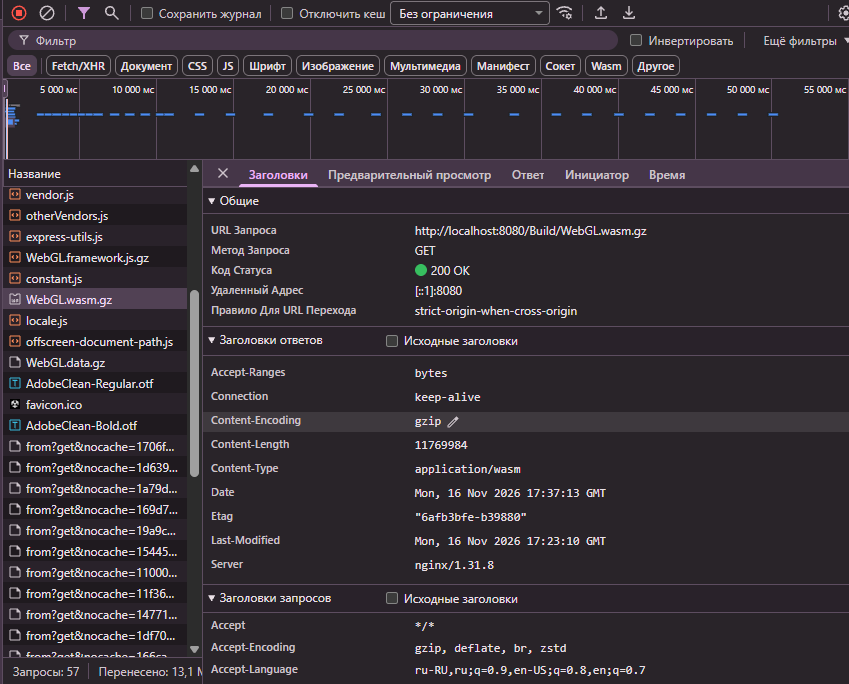 Сохранить журнал Отключить кеш Без ограничения
Фильтр Инвертировать Ещё фильтры
Все Fetch/XHR Документ CSS JS Шрифт Изображение Мультимедиа Манифест Сокет Wasm Другое
5 000 мс 10 000 мс 15 000 мс 20 000 мс 25 000 мс 30 000 мс 35 000 мс 40 000 мс 45 000 мс 50 000 мс 55 000 мс
Название
vendor.js
otherVendors.js
express-utils.js
WebGL.framework.js.gz
constant.js
WebGL.wasm.gz
locale.js
offscreen-document-path.js
WebGL.data.gz
AdobeClean-Regular.otf
favicon.ico
AdobeClean-Bold.otf
from?get&nocache=1706f...
from?get&nocache=1d639...
from?get&nocache=1a79d...
from?get&nocache=169d7...
from?get&nocache=19a9c...
from?get&nocache=15445...
from?get&nocache=11000...
from?get&nocache=11f36...
from?get&nocache=14771...
from?get&nocache=1df70...
Запросы: 57 Перенесено: 13,1
Заголовки Предварительный просмотр Ответ Инициатор Время
Общие
URL Запроса http://localhost:8080/Build/WebGL.wasm.gz
Метод Запроса GET
Код Статуса 200 OK
Удаленный Адрес [::1]:8080
Правило Для URL Перехода strict-origin-when-cross-origin
Заголовки ответов Исходные заголовки
Accept-Ranges bytes
Connection keep-alive
Content-Encoding gzip
Content-Length 11769984
Content-Type application/wasm
Date Mon, 16 Nov 2026 17:37:13 GMT
Etag "6afb3bfe-b39880"
Last-Modified Mon, 16 Nov 2026 17:23:10 GMT
Server nginx/1.31.8
Заголовки запросов Исходные заголовки
Accept */*
Accept-Encoding gzip, deflate, br, zstd
Accept-Language ru-RU,ru;q=0.9,en-US;q=0.8,en;q=0.7